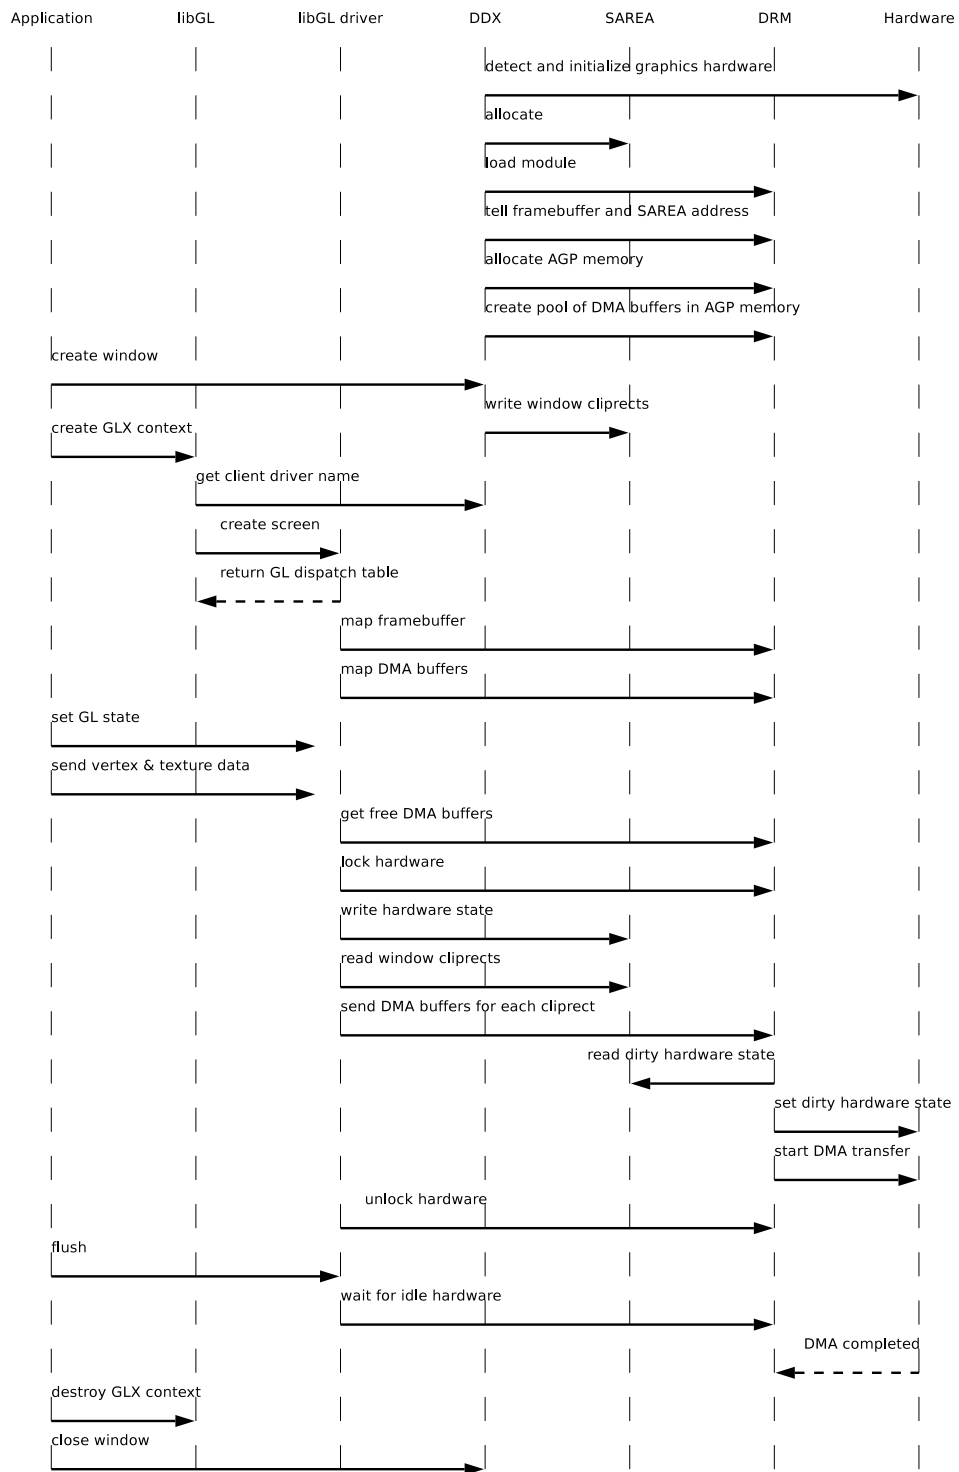 Application libGL libGL driver DDX SAREA DRM Hardware
detect and initialize graphics hardware
allocate
load module
tell framebuffer and SAREA address
allocate AGP memory
create pool of DMA buffers in AGP memory
create window
write window cliprects
create GLX context
get client driver name
create screen
return GL dispatch table
map framebuffer
map DMA buffers
set GL state
send vertex & texture data
get free DMA buffers
lock hardware
write hardware state
read window cliprects
send DMA buffers for each cliprect
read dirty hardware state
set dirty hardware state
start DMA transfer
unlock hardware
flush
wait for idle hardware
DMA completed
destroy GLX context
close window